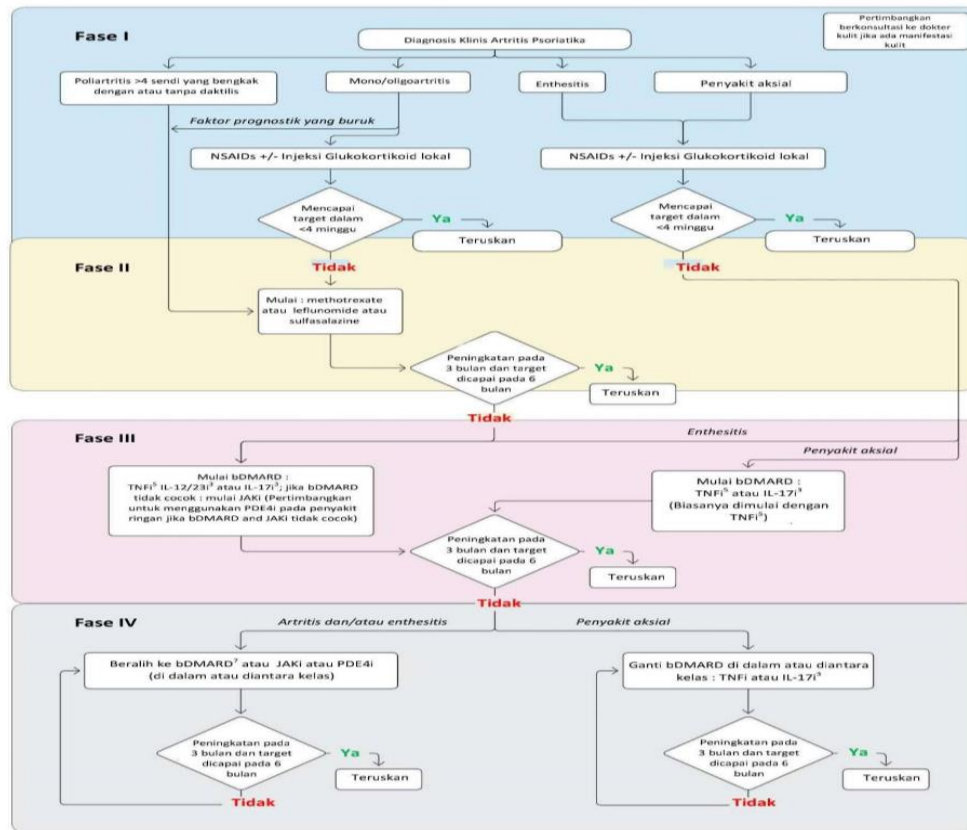 Fase I
Diagnosis Klinis Artritis Psoriatika
Pertimbangkan
berkonsultasi ke dokter
kulit jika ada manifestasi
kulit
Poliartritis >4 sendi yang bengkak
dengan atau tanpa daktilis
Mono/oligoartritis
Enthesitis
Penyakit aksial
Faktor prognostik yang buruk
NSAIDs +/- Injeksi Glukokortikoid lokal
NSAIDs +/- Injeksi Glukokortikoid lokal
Mencapai
target dalam
<4 minggu
Ya
Teruskan
Mencapai
target dalam
<4 minggu
Ya
Teruskan
Fase II
Tidak
Tidak
Mulai : methotrexate
atau leflunomide atau
sulfasalazine
Peningkatan pada
3 bulan dan target
dicapai pada 6
bulan
Ya
Teruskan
Tidak
Fase III
Enthesitis
Penyakit aksial
Mulai bDMARD :
TNFi⁵ IL-12/23i³ atau IL-17i³; jika bDMARD
tidak cocok : mulai JAKi (Pertimbangkan
untuk menggunakan PDE4i pada penyakit
ringan jika bDMARD and JAKi tidak cocok)
Mulai bDMARD :
TNFi⁵ atau IL-17i³
(Biasanya dimulai dengan
TNFi⁵)
Peningkatan pada
3 bulan dan target
dicapai pada 6
bulan
Ya
Teruskan
Tidak
Fase IV
Artritis dan/atau enthesitis
Penyakit aksial
Beralih ke bDMARD⁷ atau JAKi atau PDE4i
(di dalam atau diantara kelas)
Ganti bDMARD di dalam atau diantara
kelas : TNFi atau IL-17i³
Peningkatan pada
3 bulan dan target
dicapai pada 6
bulan
Ya
Teruskan
Tidak
Peningkatan pada
3 bulan dan target
dicapai pada 6
bulan
Ya
Teruskan
Tidak